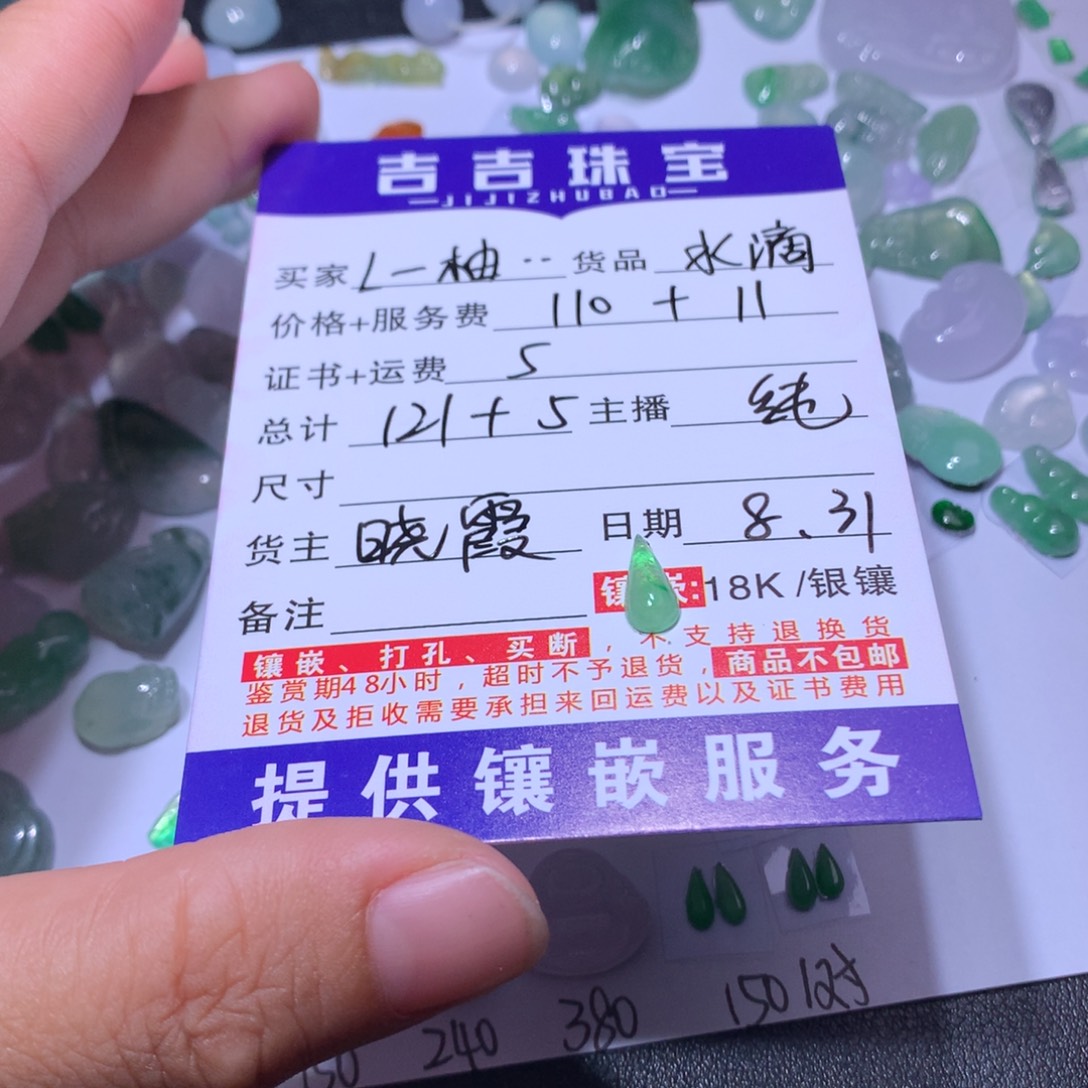 吉吉珠宝
JIJIZHUBAO
买家 L一柚.. 货品 水滴
价格+服务费 110 + 11
证书+运费 5
总计 121+5 主播 纯
尺寸
货主 晓霞 日期 8.31
备注 镶嵌:18K/银镶
镶嵌、打孔、买断，不支持退换货
鉴赏期48小时，超时不予退货，商品不包邮
退货及拒收需要承担来回运费以及证书费用
提供镶嵌服务
240 380 150 1对